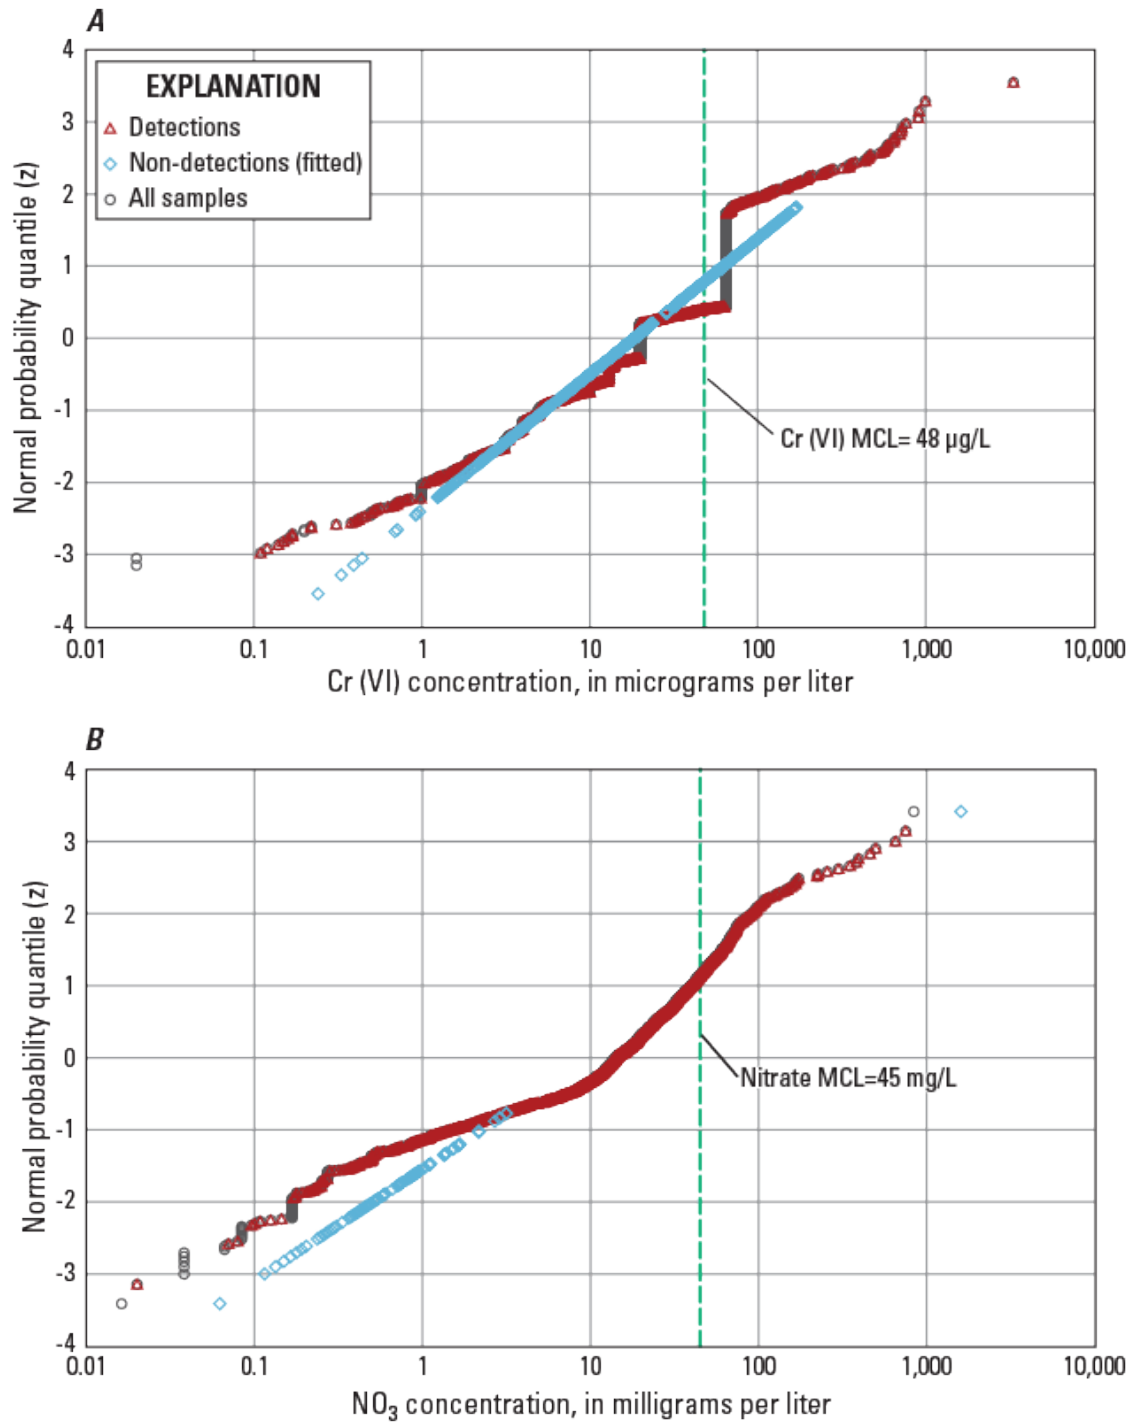 A
4
3
2
1
0
-1
-2
-3
-4
Normal probability quantile (z)
EXPLANATION
Detections
Non-detections (fitted)
All samples
Cr (VI) MCL= 48 µg/L
0.01 0.1 1 10 100 1,000 10,000
Cr (VI) concentration, in micrograms per liter
B
4
3
2
1
0
-1
-2
-3
-4
Normal probability quantile (z)
Nitrate MCL=45 mg/L
0.01 0.1 1 10 100 1,000 10,000
NO₃ concentration, in milligrams per liter